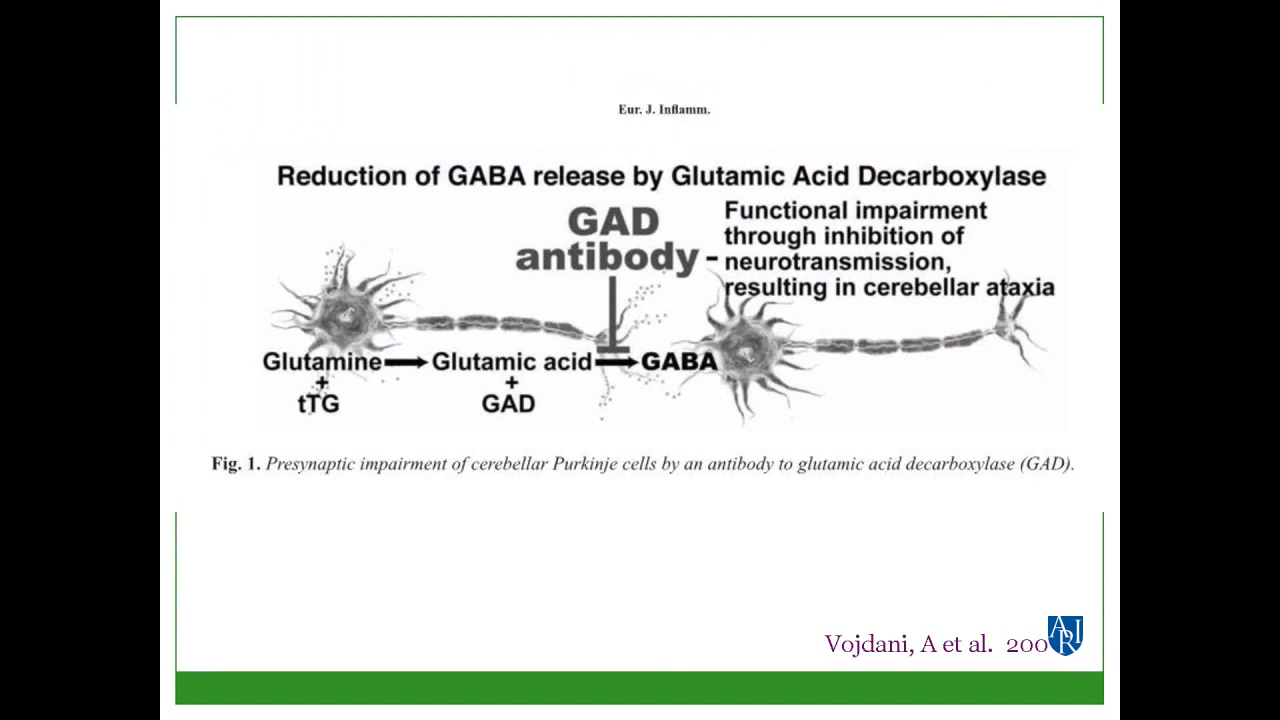 Eur. J. Inflamm.
Reduction of GABA release by Glutamic Acid Decarboxylase
GAD
antibody -
Functional impairment
through inhibition of
neurotransmission,
resulting in cerebellar ataxia
Glutamine Glutamic acid GABA
+ +
tTG GAD
Fig. 1. Presynaptic impairment of cerebellar Purkinje cells by an antibody to glutamic acid decarboxylase (GAD).
Vojdani, A et al.
ARI